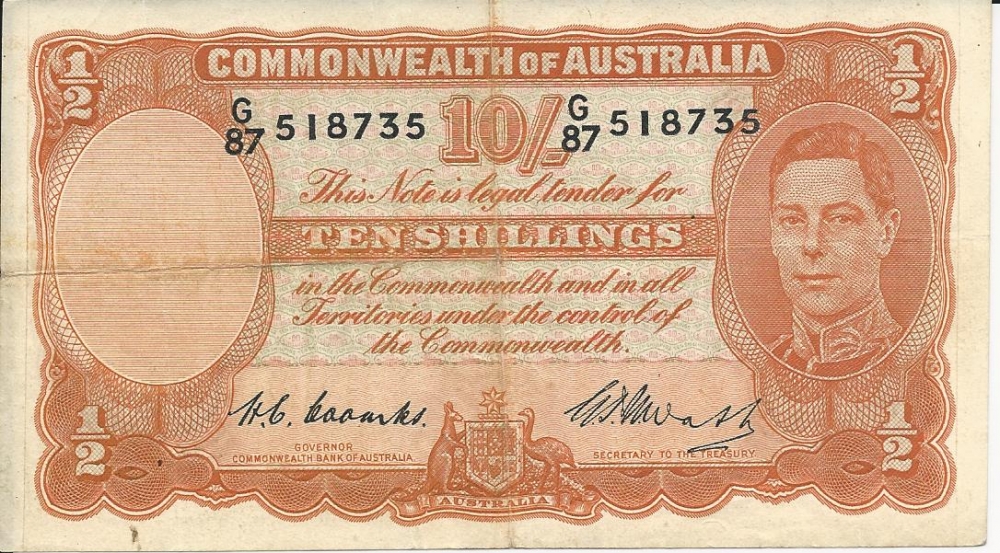 COMMONWEALTH OF AUSTRALIA
1/2 1/2
G/87 518735 10/- G/87 518735
This Note is legal tender for
TEN SHILLINGS
in the Commonwealth and in all
Territories under the control of
the Commonwealth.
H.C. Coombs.
1/2 1/2
GOVERNOR
COMMONWEALTH BANK OF AUSTRALIA
SECRETARY TO THE TREASURY
AUSTRALIA